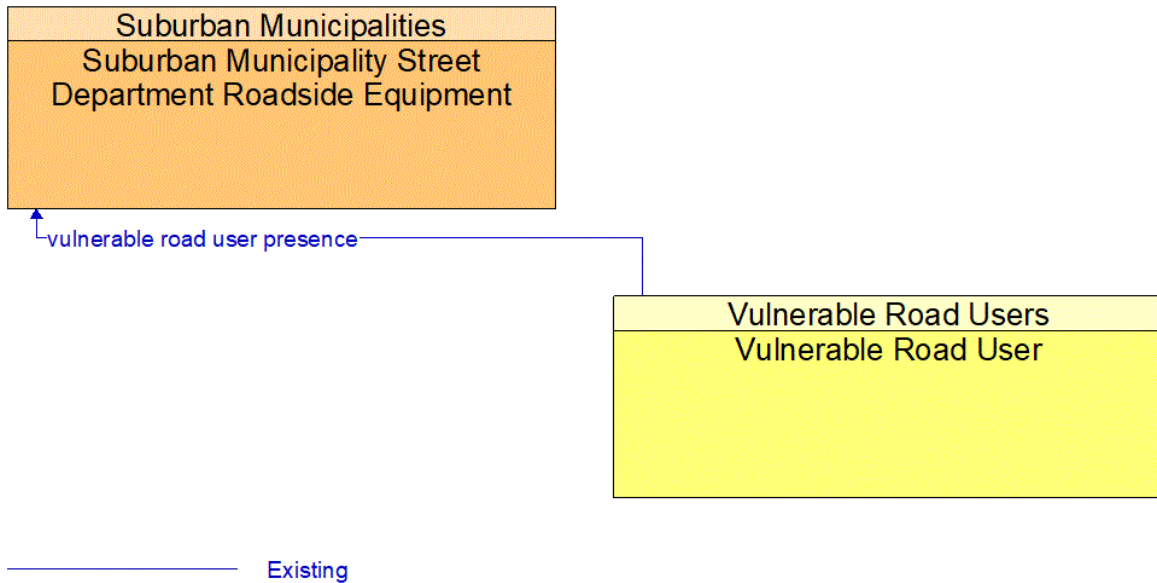 Suburban Municipalities
Suburban Municipality Street
Department Roadside Equipment
vulnerable road user presence
Vulnerable Road Users
Vulnerable Road User
Existing